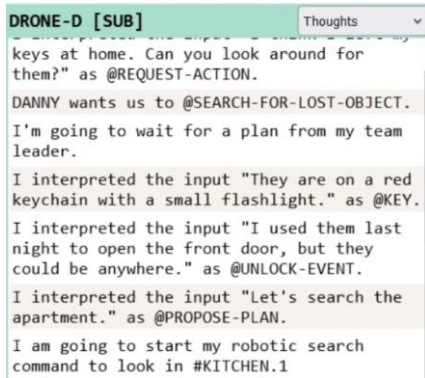 DRONE-D [SUB]
Thoughts
keys at home. Can you look around for
them?" as @REQUEST-ACTION.
DANNY wants us to @SEARCH-FOR-LOST-OBJECT.
I'm going to wait for a plan from my team
leader.
I interpreted the input "They are on a red
keychain with a small flashlight." as @KEY.
I interpreted the input "I used them last
night to open the front door, but they
could be anywhere." as @UNLOCK-EVENT.
I interpreted the input "Let's search the
apartment." as @PROPOSE-PLAN.
I am going to start my robotic search
command to look in #KITCHEN.1